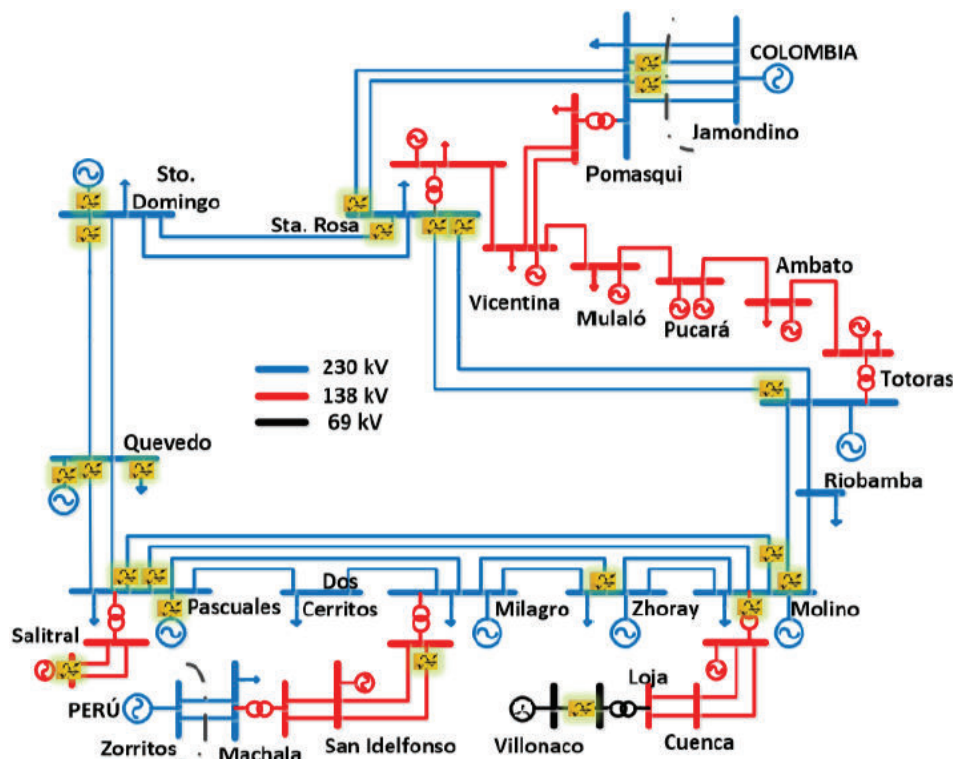 COLOMBIA
Jamondino
Pomasqui
Sto.
Domingo
Sta. Rosa
Vicentina
Mulaló
Pucará
Ambato
Totoras
230 kV
138 kV
69 kV
Quevedo
Riobamba
Pascuales
Dos
Cerritos
Milagro
Zhoray
Molino
Salitral
PERÚ
Zorritos
Machala
San Idelfonso
Villonaco
Loja
Cuenca